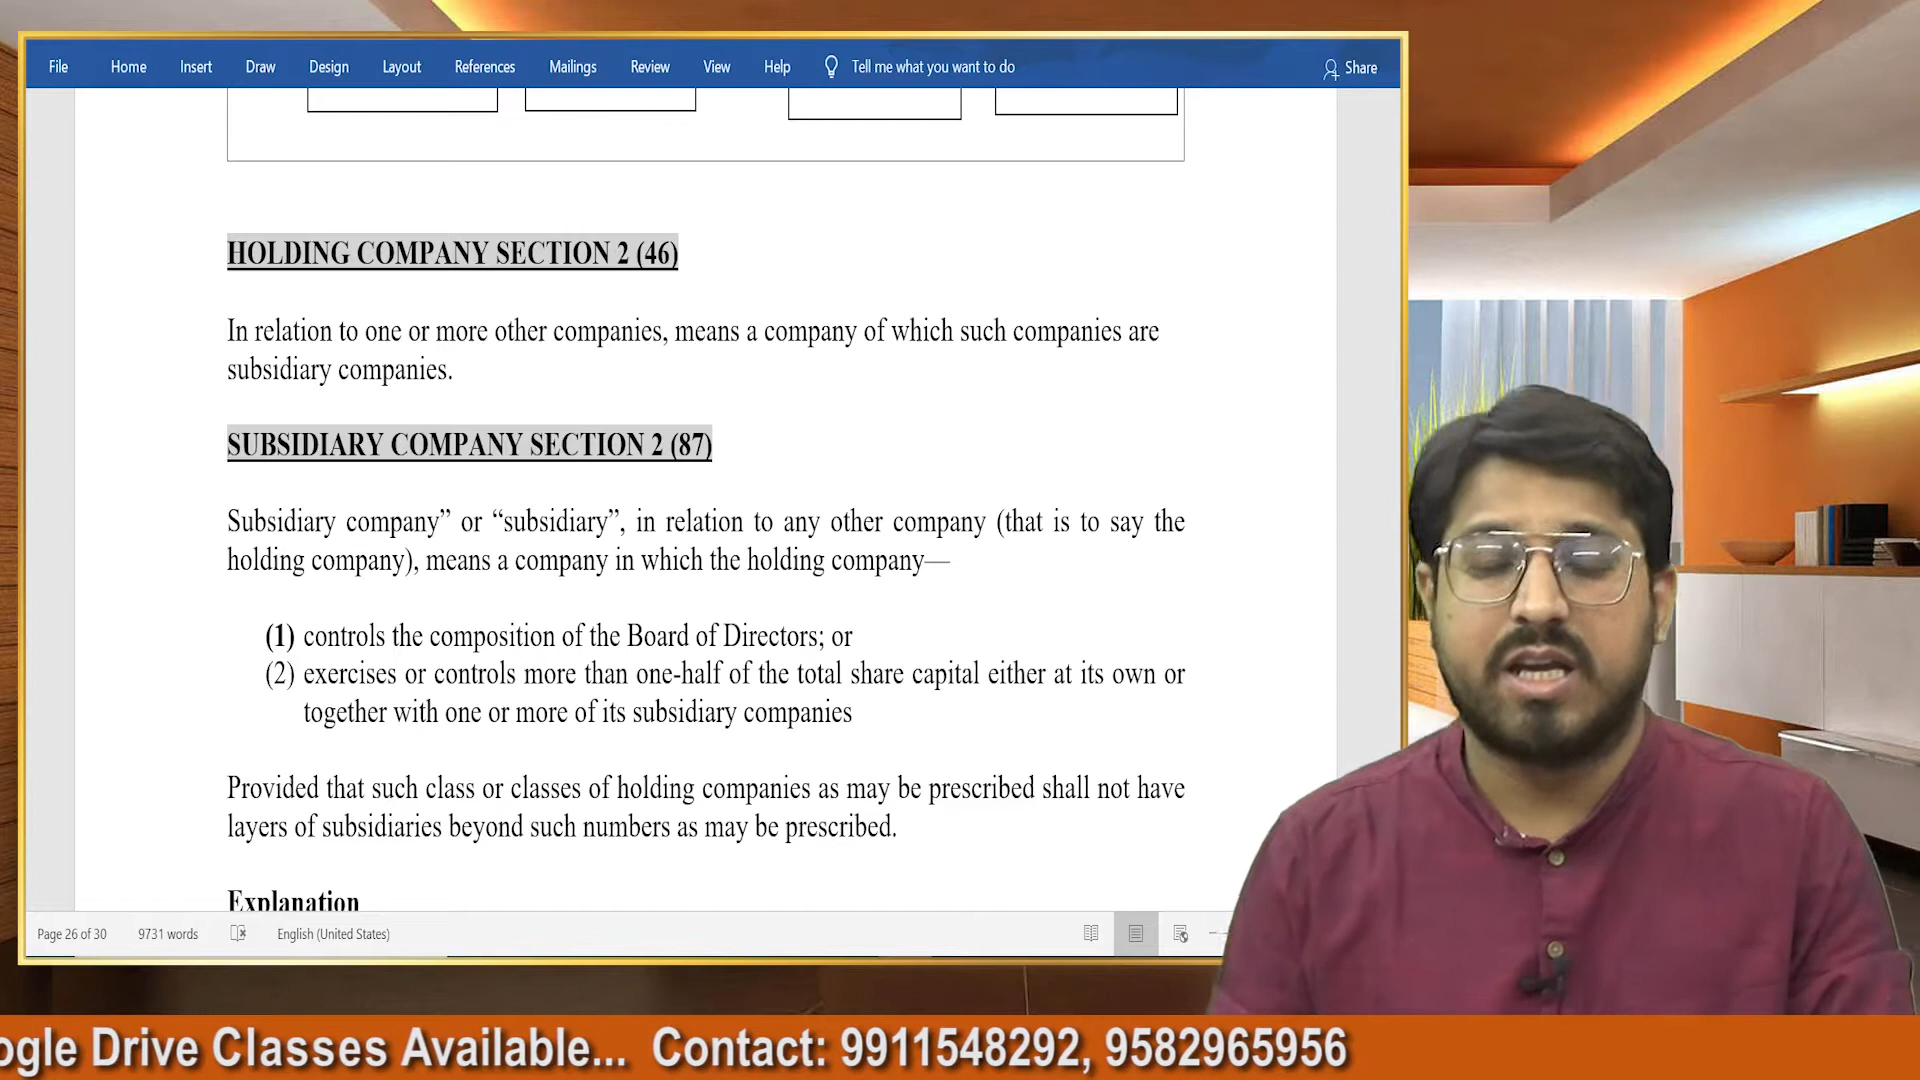 File Home Insert Draw Design Layout References Mailings Review View Help Tell me what you want to do Share
HOLDING COMPANY SECTION 2 (46)
In relation to one or more other companies, means a company of which such companies are
subsidiary companies.
SUBSIDIARY COMPANY SECTION 2 (87)
Subsidiary company” or “subsidiary”, in relation to any other company (that is to say the
holding company), means a company in which the holding company—
(1) controls the composition of the Board of Directors; or
(2) exercises or controls more than one-half of the total share capital either at its own or
together with one or more of its subsidiary companies
Provided that such class or classes of holding companies as may be prescribed shall not have
layers of subsidiaries beyond such numbers as may be prescribed.
Explanation
Page 26 of 30 9731 words English (United States)
ogle Drive Classes Available... Contact: 9911548292, 9582965956